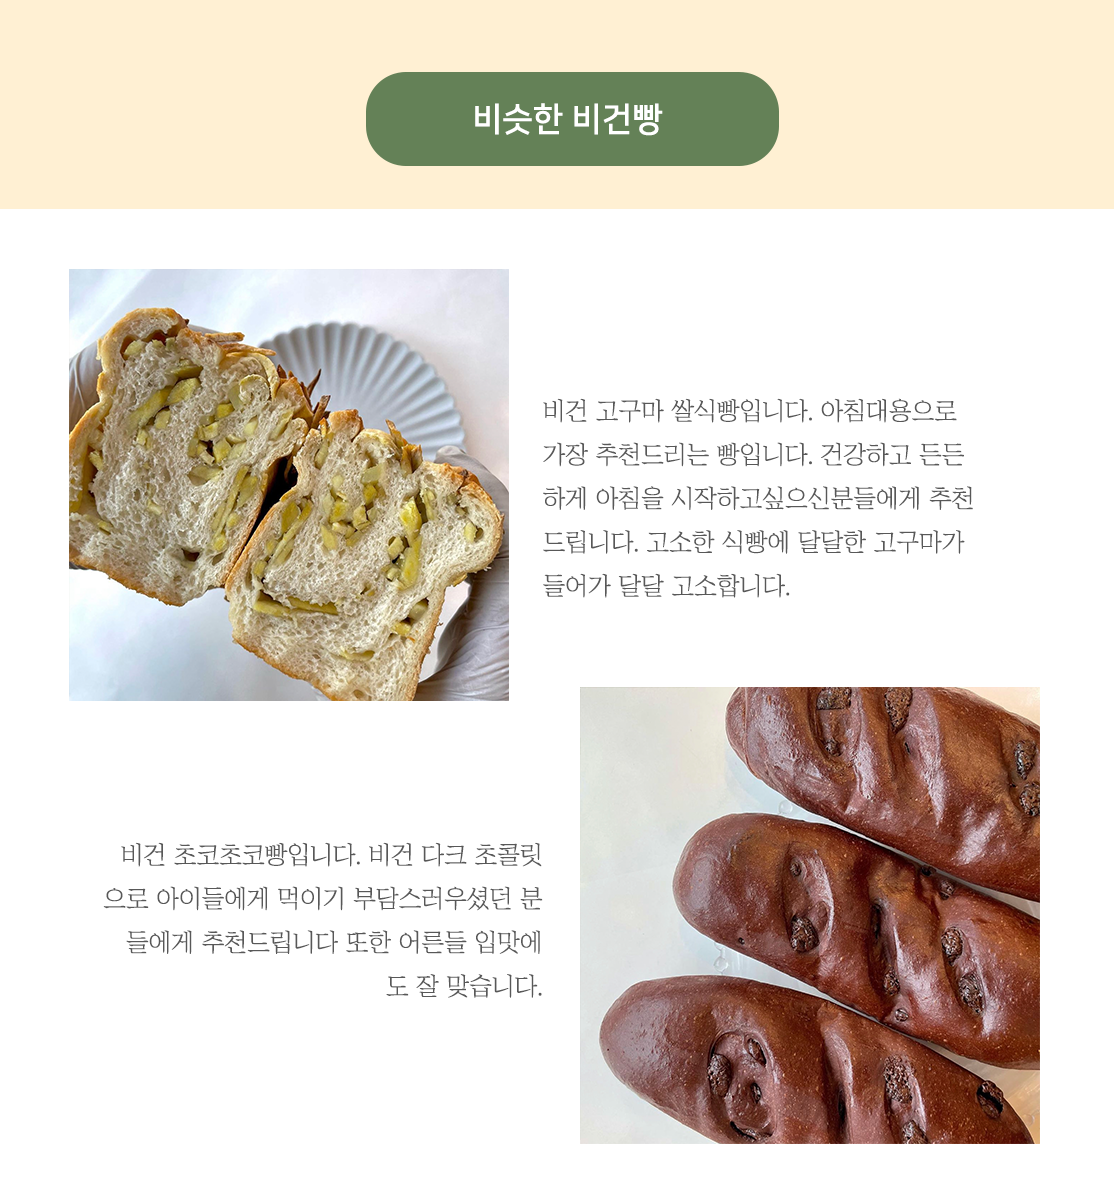 비슷한 비건빵
비건 고구마 쌀식빵입니다. 아침대용으로
가장 추천드리는 빵입니다. 건강하고 든든
하게 아침을 시작하고싶으신분들에게 추천
드립니다. 고소한 식빵에 달달한 고구마가
들어가 달달 고소합니다.
비건 초코초코빵입니다. 비건 다크 초콜릿
으로 아이들에게 먹이기 부담스러우셨던 분
들에게 추천드립니다 또한 어른들 입맛에
도 잘 맞습니다.